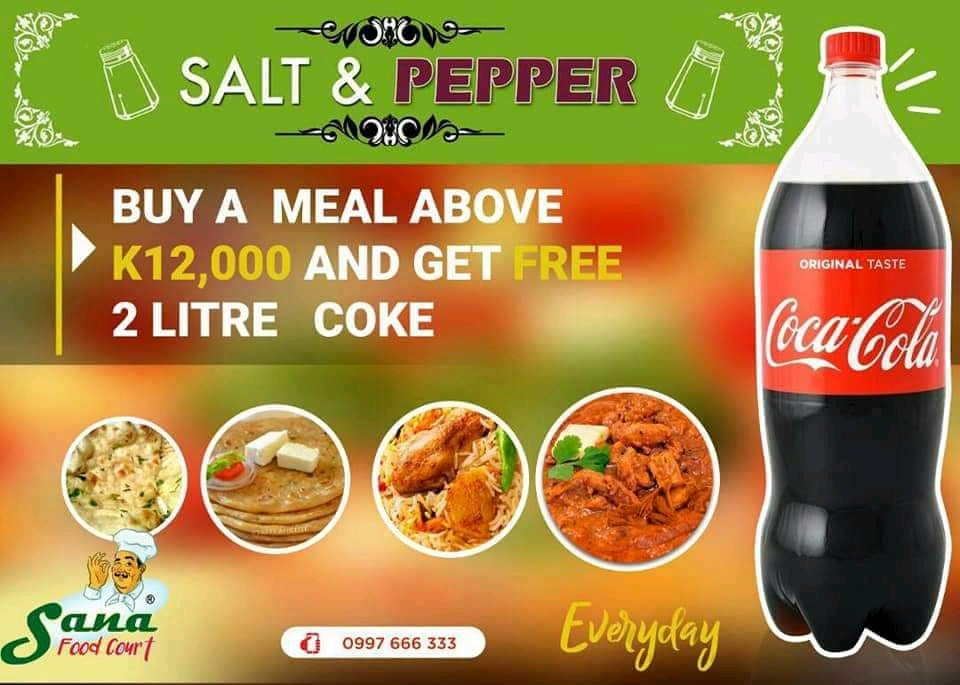 SALT & PEPPER
BUY A MEAL ABOVE
K12,000 AND GET FREE
2 LITRE COKE
ORIGINAL TASTE
Coca-Cola
Sana
®
Food Court
0997 666 333
Everyday